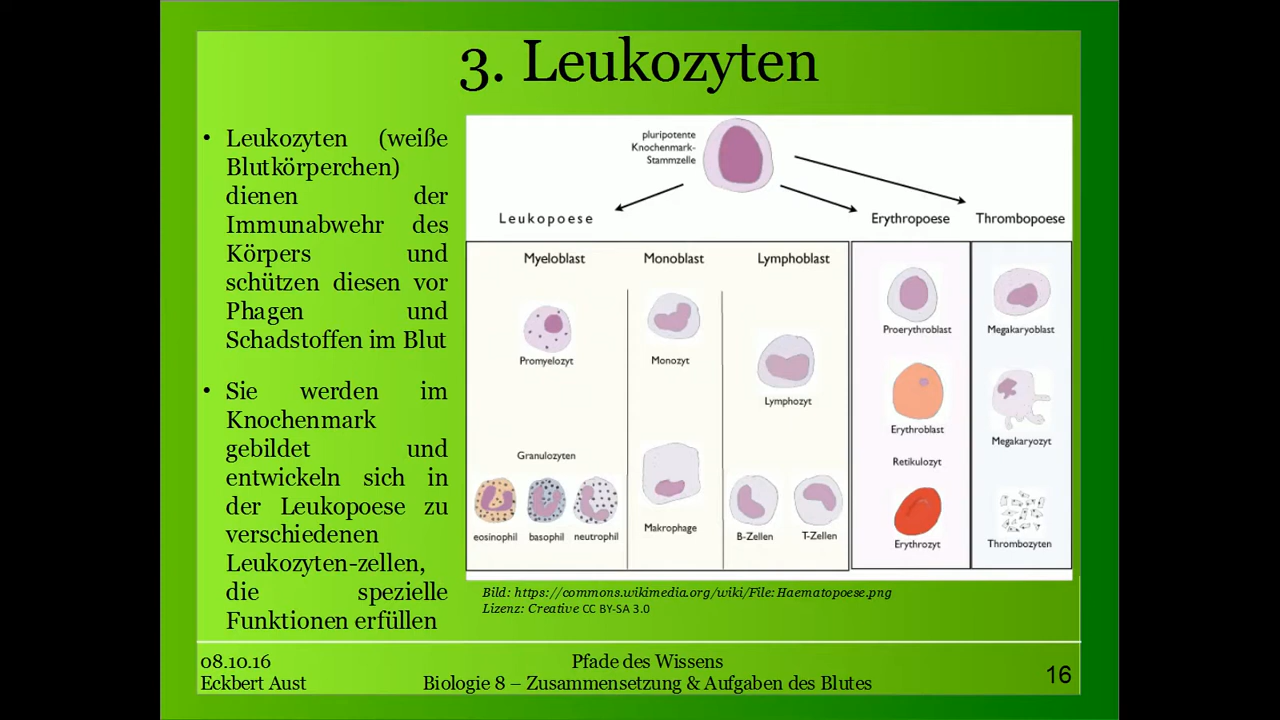 3. Leukozyten
• Leukozyten (weiße
Blutkörperchen)
dienen der
Immunabwehr des
Körpers und
schützen diesen vor
Phagen und
Schadstoffen im Blut
• Sie werden im
Knochenmark
gebildet und
entwickeln sich in
der Leukopoese zu
verschiedenen
Leukozyten-zellen,
die spezielle
Funktionen erfüllen
pluripotente
Knochenmark-
Stammzelle
Leukopoese
Erythropoese
Thrombopoese
Myeloblast
Monoblast
Lymphoblast
Promyelozyt
Monozyt
Lymphozyt
Proerythroblast
Megakaryoblast
Erythroblast
Megakaryozyt
Granulozyten
Retikulozyt
eosinophil
basophil
neutrophil
Makrophage
B-Zellen
T-Zellen
Erythrozyt
Thrombozyten
Bild: https://commons.wikimedia.org/wiki/File:Haematopoese.png
Lizenz: Creative CC BY-SA 3.0
08.10.16
Eckbert Aust
Pfade des Wissens
Biologie 8 – Zusammensetzung & Aufgaben des Blutes
16